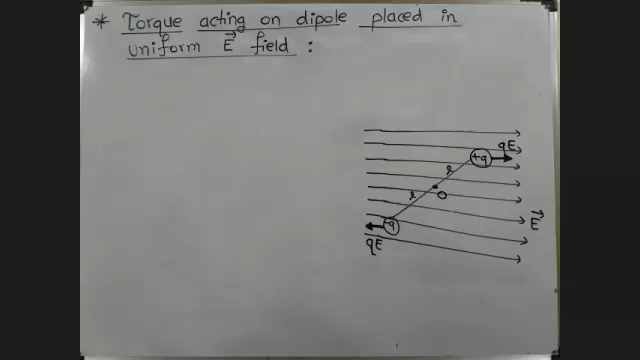 * Torque acting on dipole placed in
uniform E⃗ field :
qE
+q
l
l
O
-q
qE
E⃗